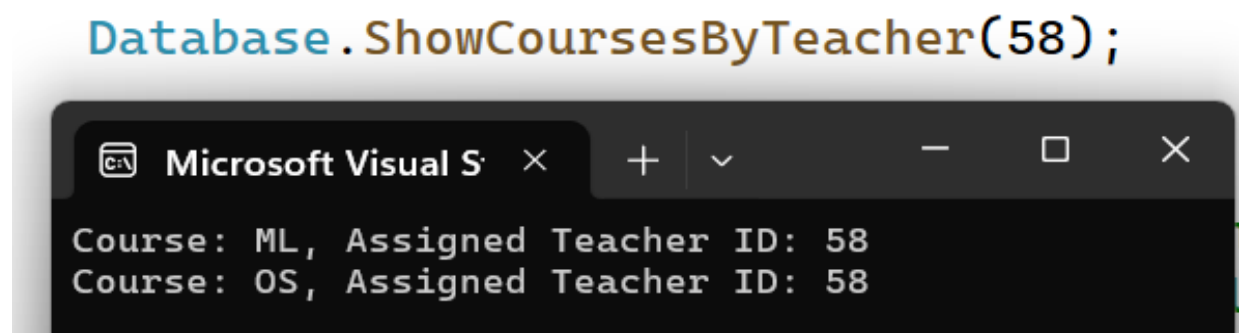 Database.ShowCoursesByTeacher(58);
Microsoft Visual S
Course: ML, Assigned Teacher ID: 58
Course: OS, Assigned Teacher ID: 58